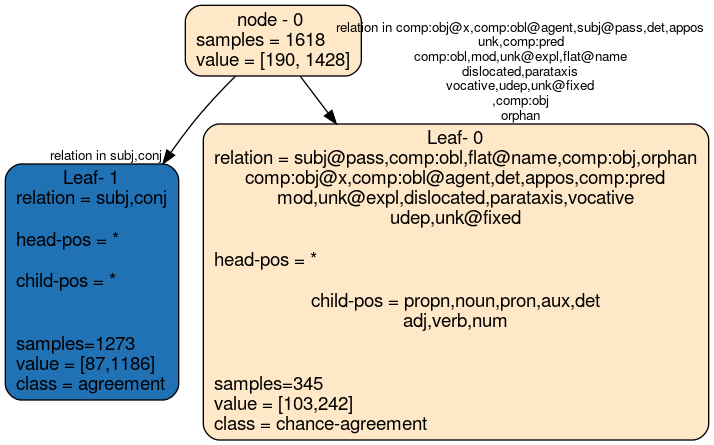 node - 0
samples = 1618
value = [190, 1428]
relation in comp:obj@x,comp:obl@agent,subj@pass,det,appos
unk,comp:pred
comp:obl,mod,unk@expl,flat@name
dislocated,parataxis
vocative,udep,unk@fixed
,comp:obj
orphan
relation in subj,conj
Leaf- 1
relation = subj,conj
head-pos = *
child-pos = *
samples=1273
value = [87,1186]
class = agreement
Leaf- 0
relation = subj@pass,comp:obl,flat@name,comp:obj,orphan
comp:obj@x,comp:obl@agent,det,appos,comp:pred
mod,unk@expl,dislocated,parataxis,vocative
udep,unk@fixed
head-pos = *
child-pos = propn,noun,pron,aux,det
adj,verb,num
samples=345
value = [103,242]
class = chance-agreement